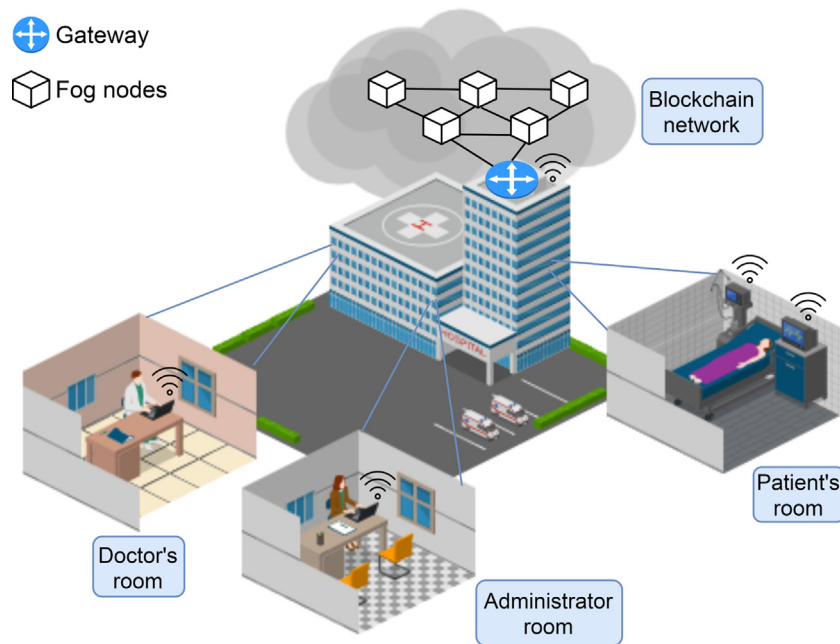 Gateway
Fog nodes
Blockchain
network
H
HOSPITAL
Patient's
room
Doctor's
room
Administrator
room